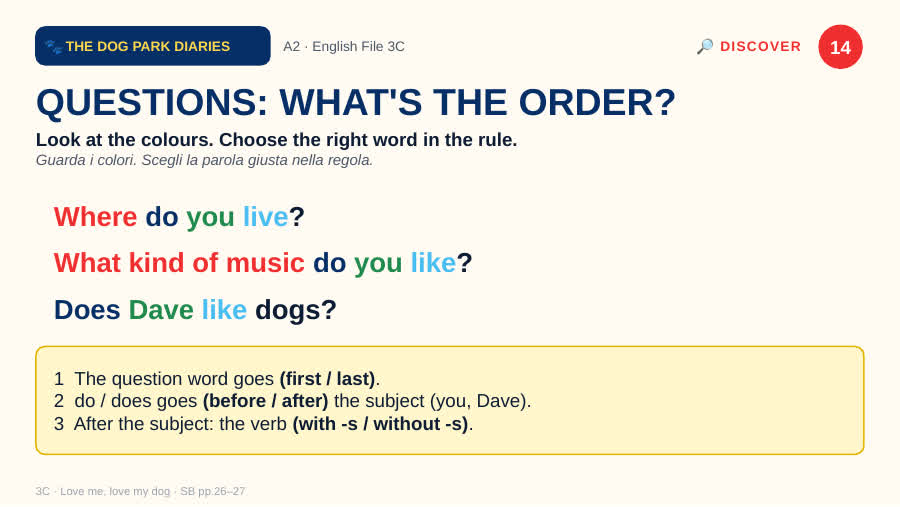 🐾 THE DOG PARK DIARIES
A2 · English File 3C
🔎 DISCOVER
14
QUESTIONS: WHAT'S THE ORDER?
Look at the colours. Choose the right word in the rule.
Guarda i colori. Scegli la parola giusta nella regola.
Where do you live?
What kind of music do you like?
Does Dave like dogs?
1 The question word goes (first / last).
2 do / does goes (before / after) the subject (you, Dave).
3 After the subject: the verb (with -s / without -s).
3C · Love me, love my dog · SB pp.26–27